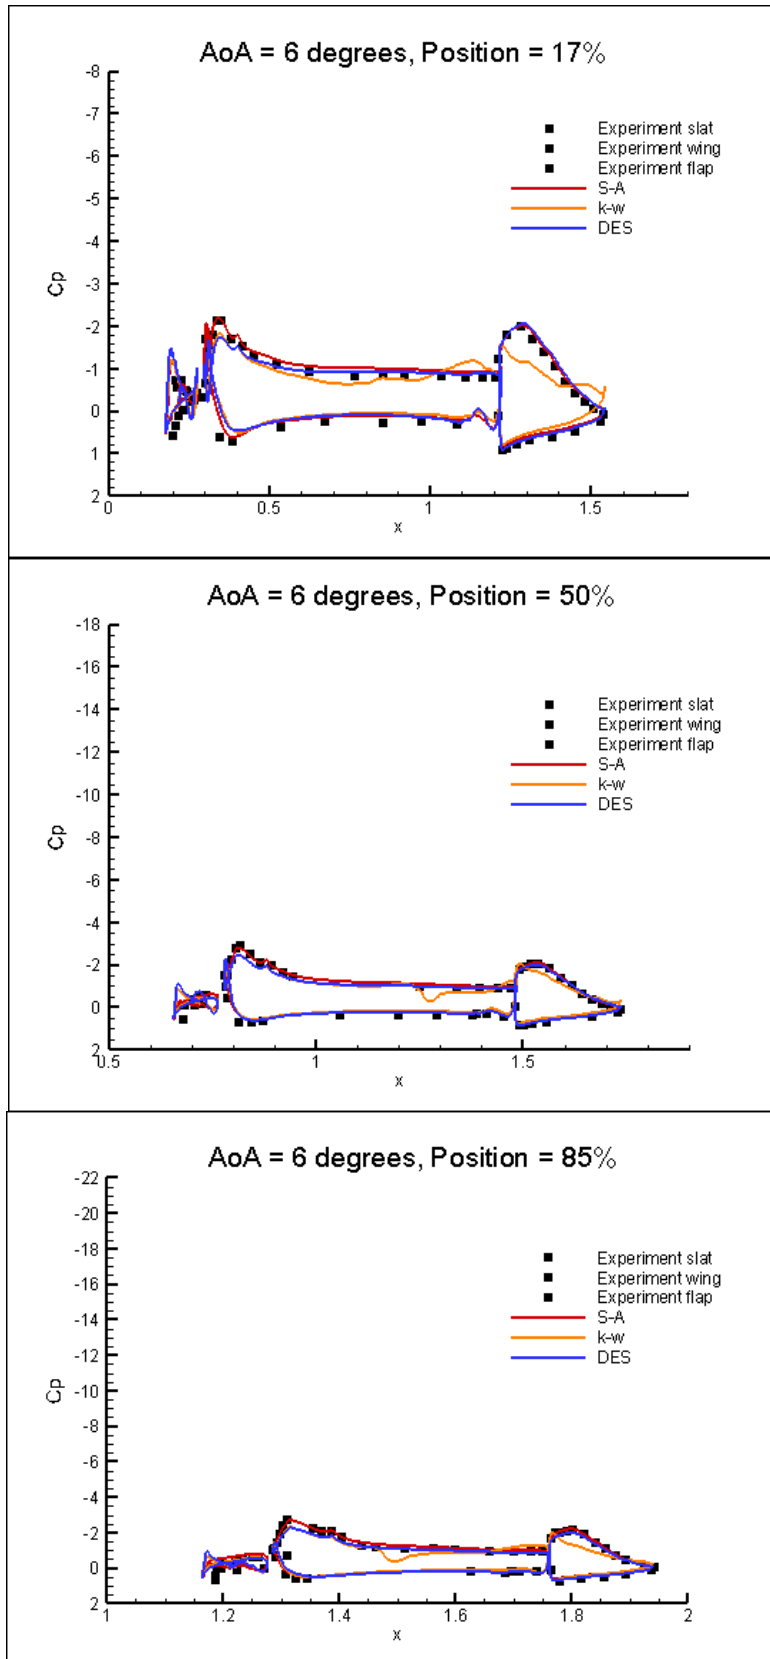 AoA = 6 degrees, Position = 17%
-8
-7
-6
-5
-4
-3
-2
-1
0
1
2
Cp
Experiment slat
Experiment wing
Experiment flap
S-A
k-w
DES
0 0.5 1 1.5
x
AoA = 6 degrees, Position = 50%
-18
-16
-14
-12
-10
-8
-6
-4
-2
0
2
Cp
Experiment slat
Experiment wing
Experiment flap
S-A
k-w
DES
0.5 1 1.5
x
AoA = 6 degrees, Position = 85%
-22
-20
-18
-16
-14
-12
-10
-8
-6
-4
-2
0
2
Cp
Experiment slat
Experiment wing
Experiment flap
S-A
k-w
DES
1 1.2 1.4 1.6 1.8 2
x